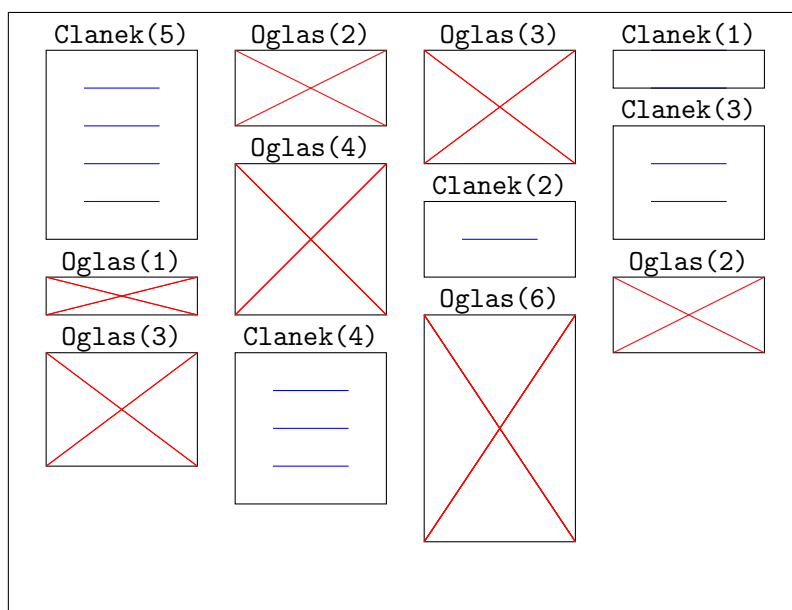 Clanek(5)
Oglas(1)
Oglas(3)
Oglas(2)
Oglas(4)
Clanek(4)
Oglas(3)
Clanek(2)
Oglas(6)
Clanek(1)
Clanek(3)
Oglas(2)